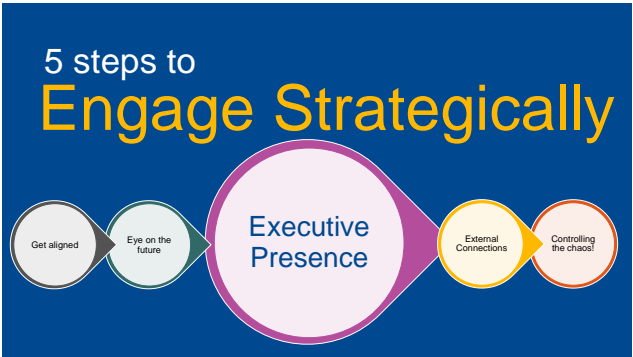 5 steps to
Engage Strategically
Get aligned
Eye on the
future
Executive
Presence
External
Connections
Controlling
the chaos!